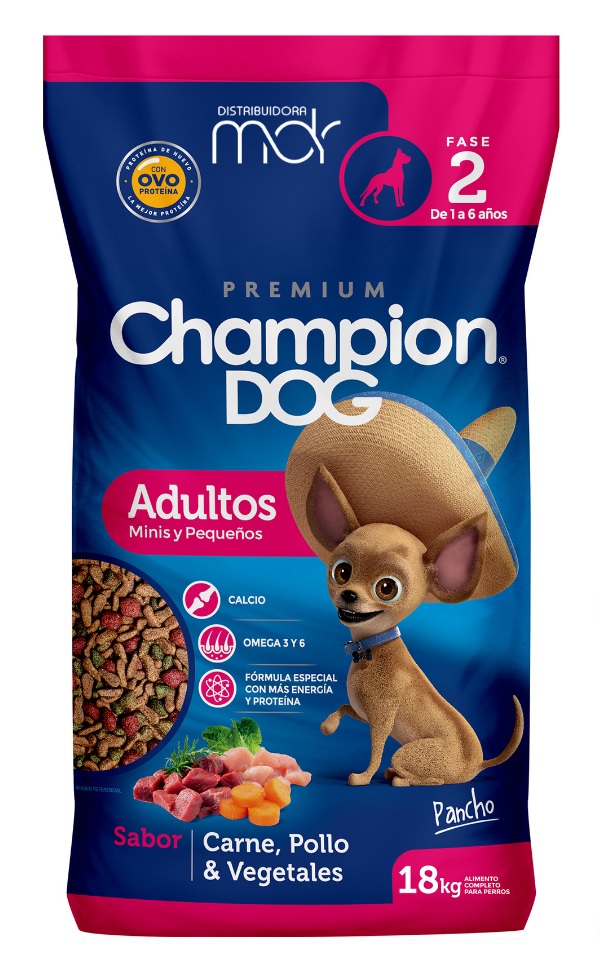 DISTRIBUIDORA
mdr
PROTEÍNA DE HUEVO
CON
OVO
PROTEÍNA
LA MEJOR PROTEÍNA
FASE
2
De 1 a 6 años
PREMIUM
Champion®
DOG
Adultos
Minis y Pequeños
CALCIO
OMEGA 3 Y 6
FÓRMULA ESPECIAL
CON MÁS ENERGÍA
Y PROTEÍNA
IMAGEN REFERENCIAL
Pancho
Sabor
Carne, Pollo
& Vegetales
18kg
ALIMENTO
COMPLETO
PARA PERROS